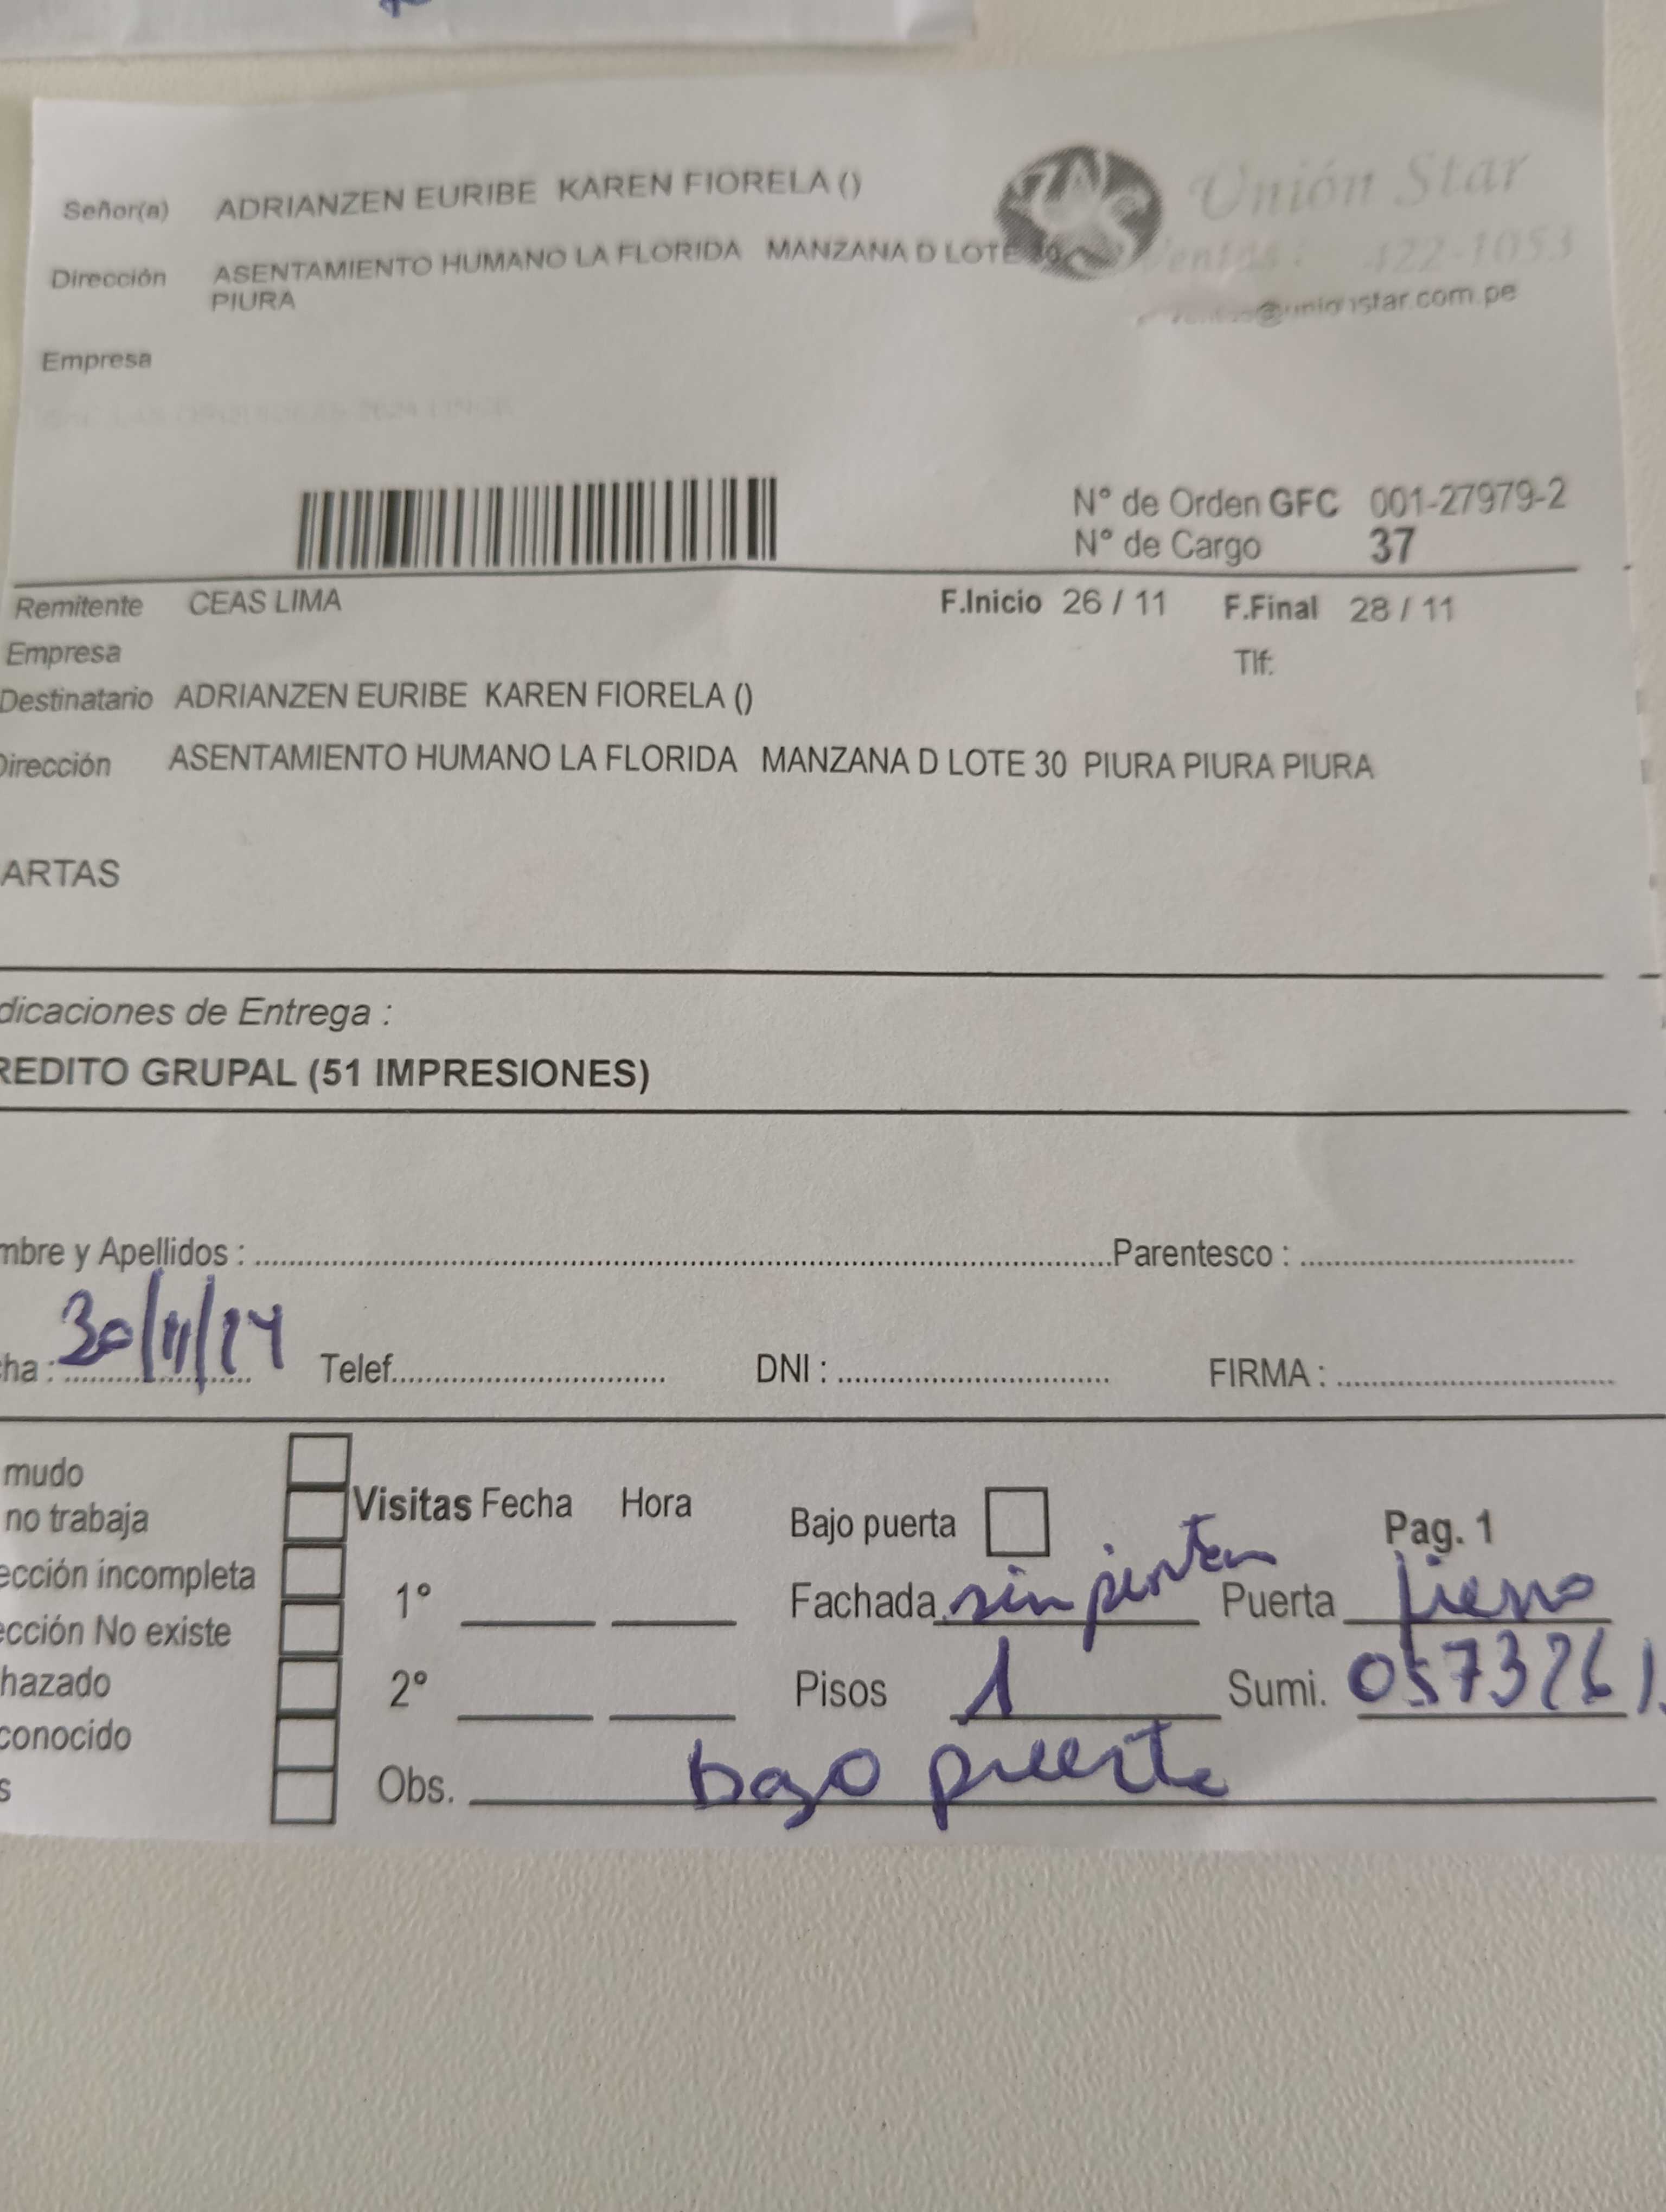 Señor(a) ADRIANZEN EURIBE KAREN FIORELA ()
Unión Star
Dirección ASENTAMIENTO HUMANO LA FLORIDA MANZANA D LOTE 30
PIURA
422-1053
@unionstar.com.pe
Empresa
N° de Orden GFC 001-27979-2
N° de Cargo 37
Remitente CEAS LIMA F.Inicio 26 / 11 F.Final 28 / 11
Empresa Tlf:
Destinatario ADRIANZEN EURIBE KAREN FIORELA ()
Dirección ASENTAMIENTO HUMANO LA FLORIDA MANZANA D LOTE 30 PIURA PIURA PIURA
ARTAS
dicaciones de Entrega :
REDITO GRUPAL (51 IMPRESIONES)
mbre y Apellidos : Parentesco :
ha : 30/11/24 Telef. DNI : FIRMA :
mudo
no trabaja
Visitas Fecha Hora Bajo puerta Pag. 1
ección incompleta
1° Fachada sin pintar Puerta fierro
ección No existe
hazado
2° Pisos 1 Sumi.
conocido
s
Obs. bajo puerta